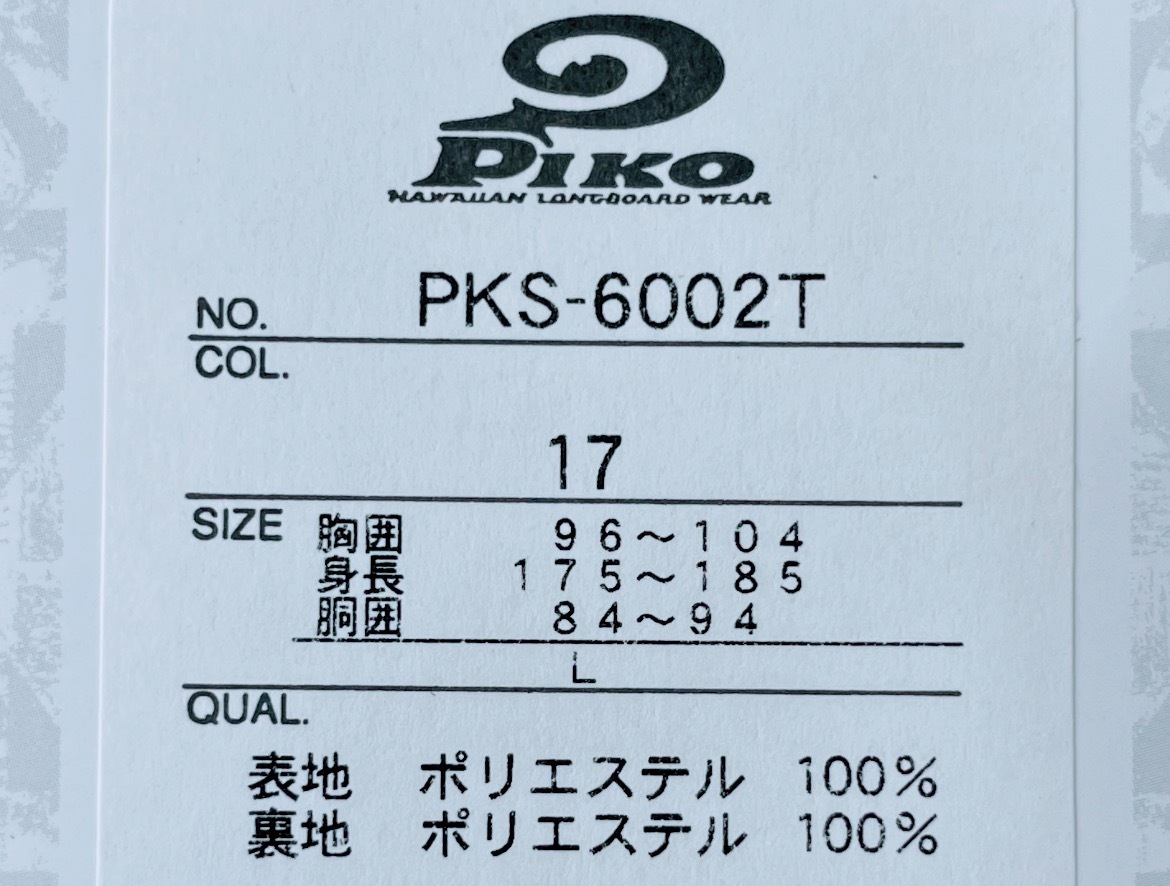 PIKO
HAWAIIAN LONGBOARD WEAR
NO. PKS-6002T
COL.
17
SIZE 胸囲 96～104
身長 175～185
胴囲 84～94
L
QUAL.
表地 ポリエステル 100%
裏地 ポリエステル 100%